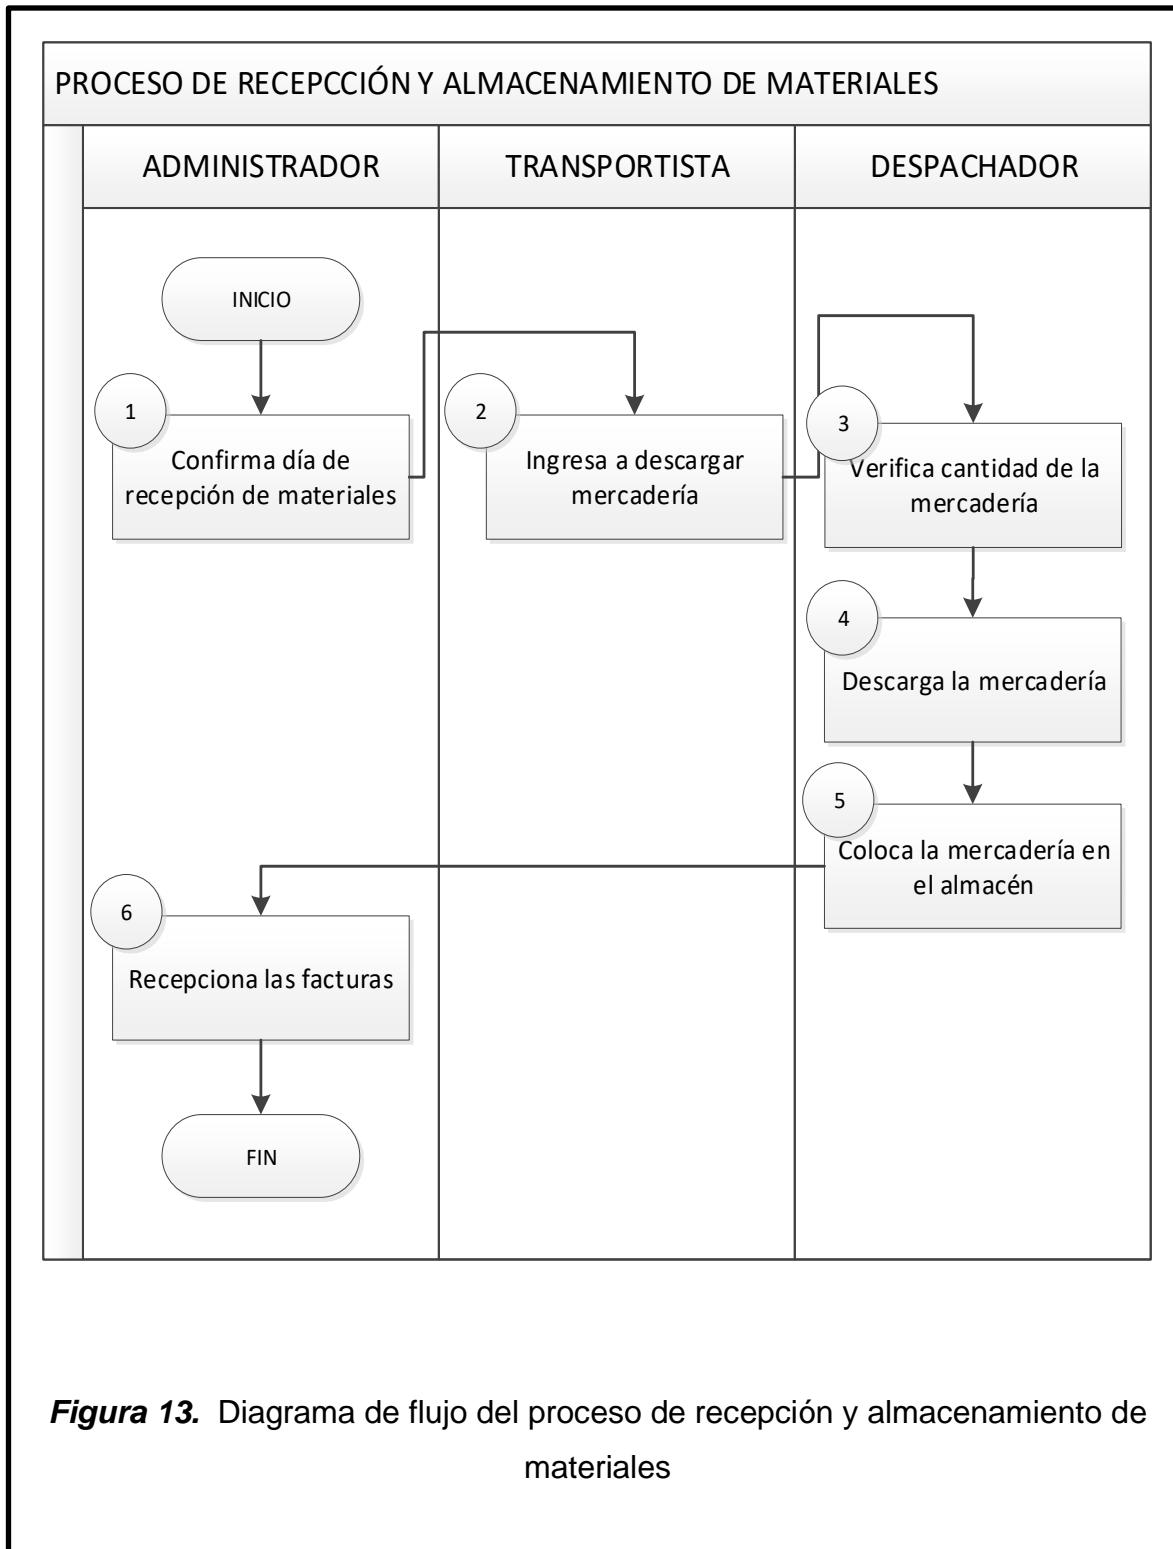 PROCESO DE RECEPCCIÓN Y ALMACENAMIENTO DE MATERIALES
ADMINISTRADOR
TRANSPORTISTA
DESPACHADOR
INICIO
1
Confirma día de
recepción de materiales
2
Ingresa a descargar
mercadería
3
Verifica cantidad de la
mercadería
4
Descarga la mercadería
5
Coloca la mercadería en
el almacén
6
Recepciona las facturas
FIN
Figura 13. Diagrama de flujo del proceso de recepción y almacenamiento de
materiales